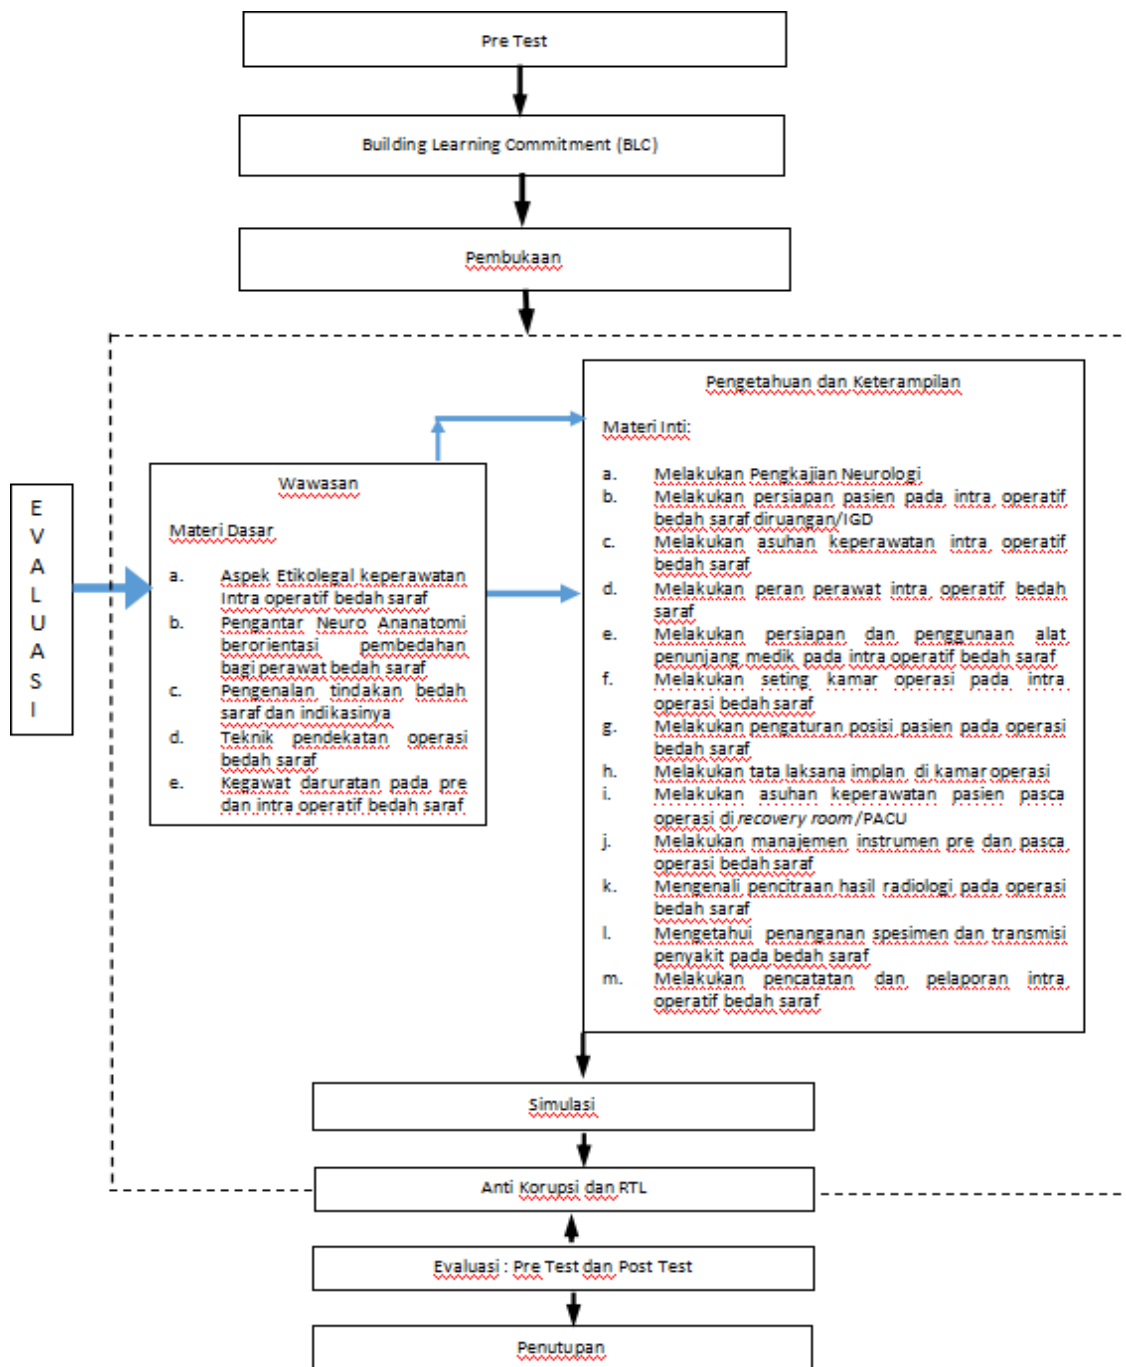 Pre Test
Building Learning Commitment (BLC)
Pembukaan
E
V
A
L
U
A
S
I
Wawasan
Materi Dasar
a. Aspek Etikolegal keperawatan
Intra operatif bedah saraf
b. Pengantar Neuro Ananatomi
berorientasi pembedahan
bagi perawat bedah saraf
c. Pengenalan tindakan bedah
saraf dan indikasinya
d. Teknik pendekatan operasi
bedah saraf
e. Kegawat daruratan pada pre
dan intra operatif bedah saraf
Pengetahuan dan Keterampilan
Materi Inti:
a. Melakukan Pengkajian Neurologi
b. Melakukan persiapan pasien pada intra operatif
bedah saraf diruangan/IGD
c. Melakukan asuhan keperawatan intra operatif
bedah saraf
d. Melakukan peran perawat intra operatif bedah
saraf
e. Melakukan persiapan dan penggunaan alat
penunjang medik pada intra operatif bedah saraf
f. Melakukan seting kamar operasi pada intra
operasi bedah saraf
g. Melakukan pengaturan posisi pasien pada operasi
bedah saraf
h. Melakukan tata laksana implan di kamar operasi
i. Melakukan asuhan keperawatan pasien pasca
operasi di recovery room/PACU
j. Melakukan manajemen instrumen pre dan pasca
operasi bedah saraf
k. Mengenali pencitraan hasil radiologi pada operasi
bedah saraf
l. Mengetahui penanganan spesimen dan transmisi
penyakit pada bedah saraf
m. Melakukan pencatatan dan pelaporan intra
operatif bedah saraf
Simulasi
Anti Korupsi dan RTL
Evaluasi : Pre Test dan Post Test
Penutupan